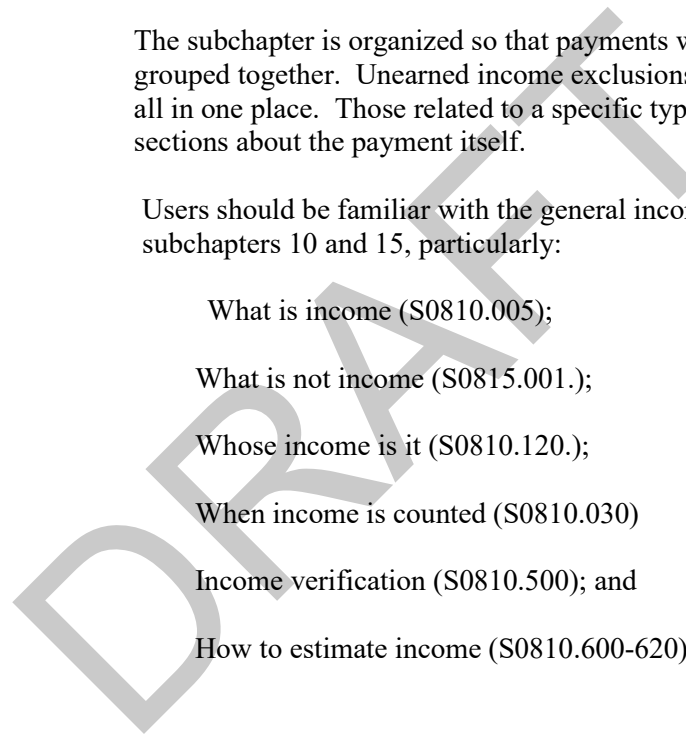 The subchapter is organized so that payments
grouped together. Unearned income exclusions
all in one place. Those related to a specific
sections about the payment itself.
Users should be familiar with the general
subchapters 10 and 15, particularly:
What is income (S0810.005);
What is not income (S0815.001.);
Whose income is it (S0810.120.);
When income is counted (S0810.030)
Income verification (S0810.500); and
How to estimate income (S0810.600-620)
DRAFT